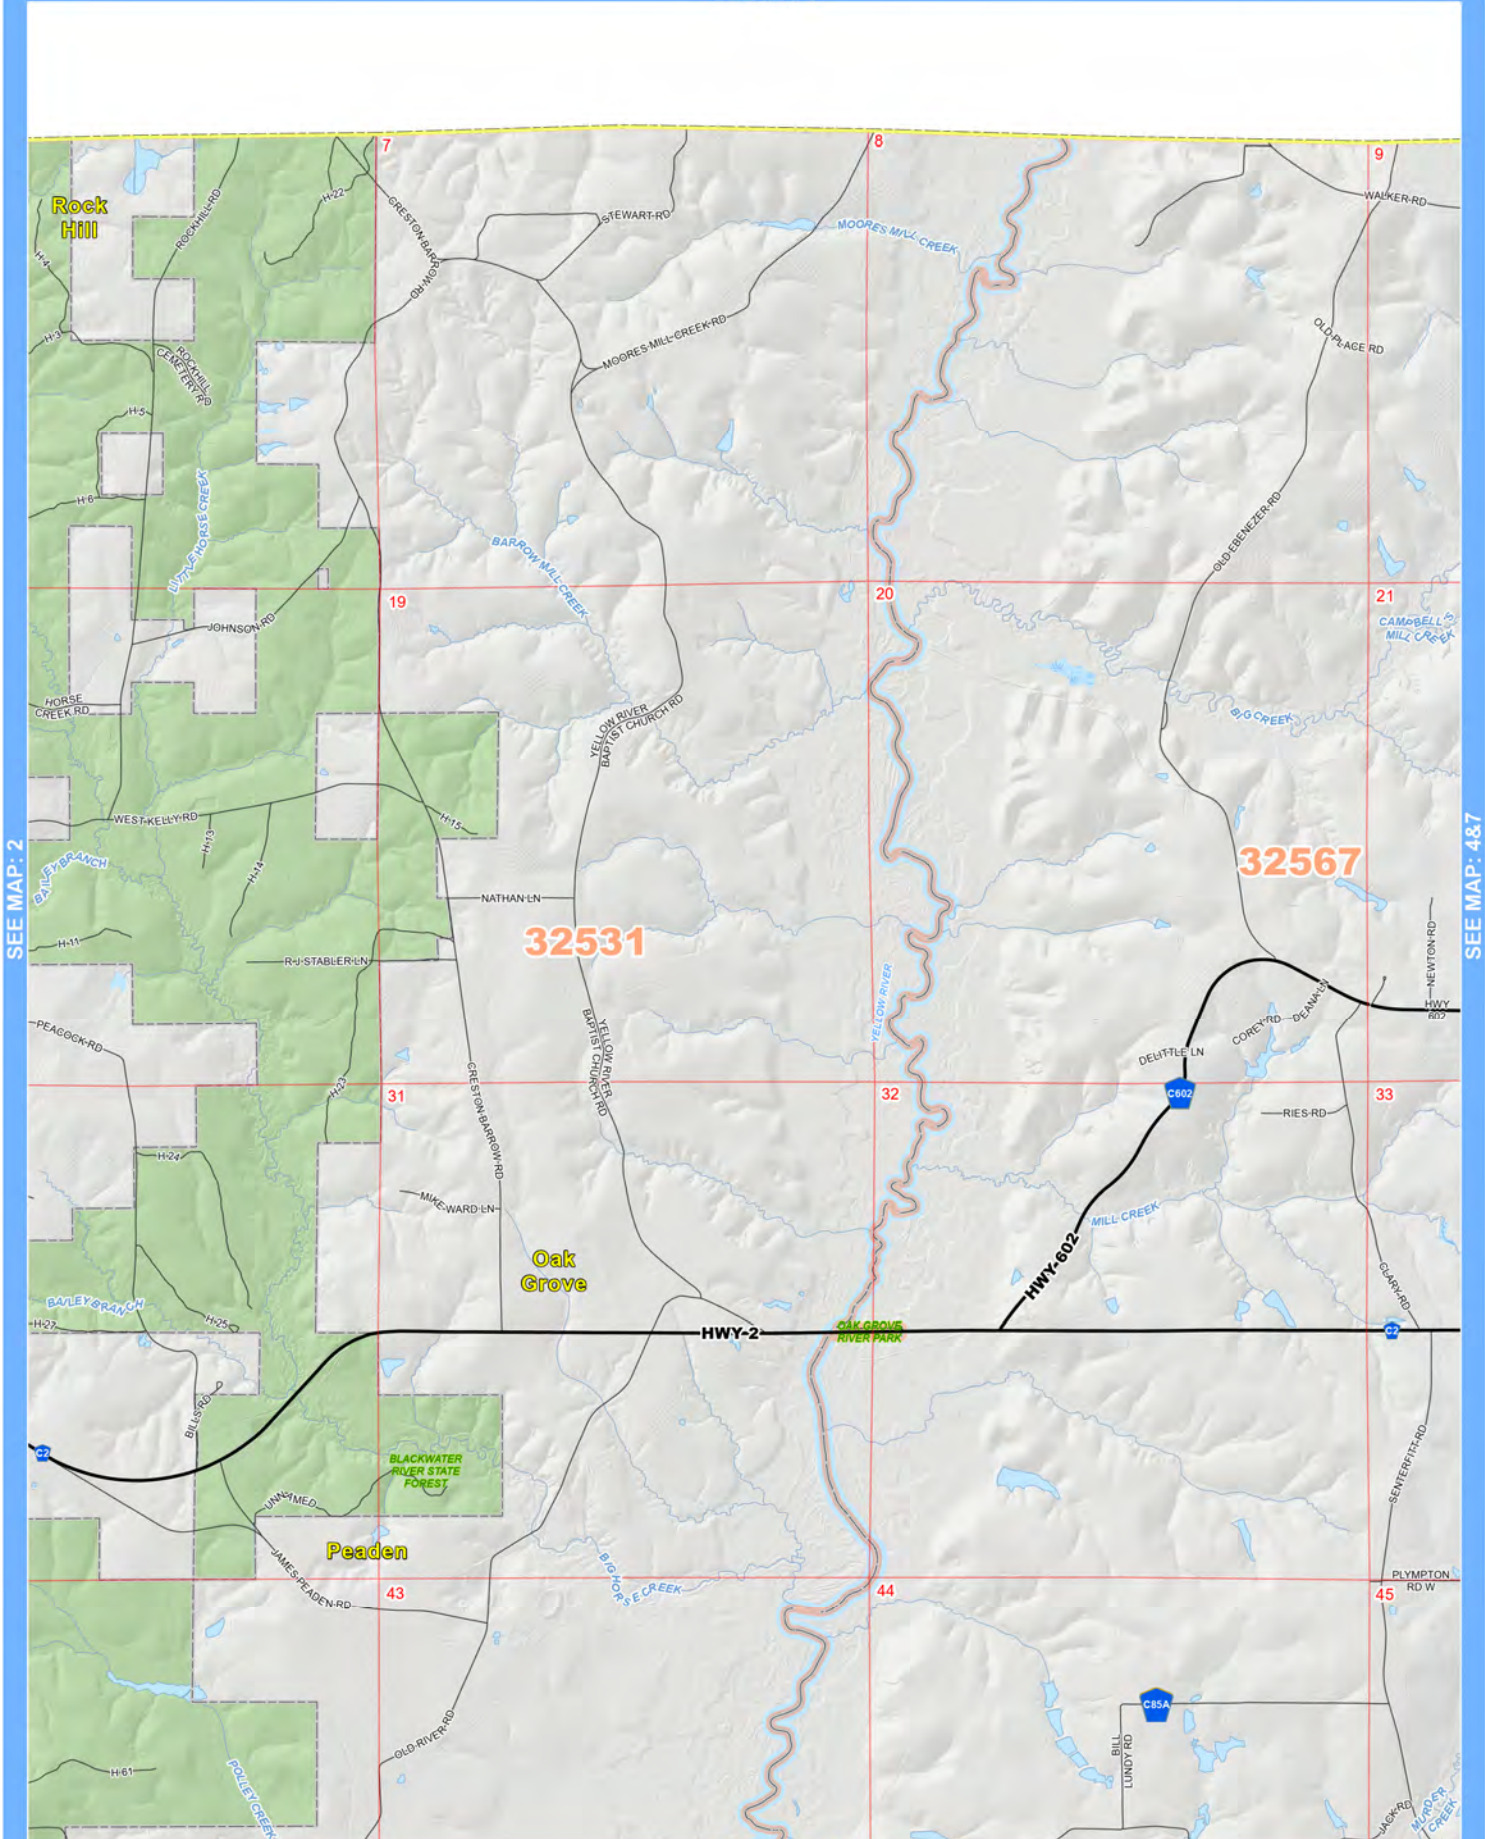 7
8
9
Rock
Hill
ROCKHILL RD
H-22
CRESTON-BARROW RD
STEWART RD
MOORES MILL CREEK
WALKER RD
H-4
H-3
ROCKHILL
CEMETERY RD
MOORES-MILL-CREEK-RD
OLD-PLACE RD
H-5
H-6
LITTLE HORSE CREEK
BARROW MILL CREEK
OLD-EBENEZER-RD
19
20
21
JOHNSON-RD
CAMPBELL'S
MILL CREEK
HORSE
CREEK RD
YELLOW RIVER
BAPTIST CHURCH RD
BIG CREEK
WEST-KELLY RD
H-13
H-14
H-15
BAILEY BRANCH
SEE MAP: 2
SEE MAP: 4&7
32567
NATHAN LN
H-11
32531
R-J-STABLER-LN
NEWTON-RD
YELLOW RIVER
HWY
602
PEACOCK-RD
YELLOW RIVER
BAPTIST CHURCH RD
COREY-RD
DEANA-LN
DELITTLE LN
H-23
CRESTON-BARROW-RD
31
32
C602
33
RIES-RD
H-24
MIKE-WARD LN
MILL CREEK
Oak
Grove
HWY-602
CLARY-RD
BAILEY BRANCH
H-27
H-25
HWY-2
OAK GROVE
RIVER PARK
C2
BILLS-RD
C2
BLACKWATER
RIVER STATE
FOREST
SENTERFITT-RD
UNNAMED
Peaden
JAMES-PEADEN-RD
BIG HORSE CREEK
43
44
45
PLYMPTON
RD W
C85A
OLD-RIVER-RD
BILL
LUNDY RD
H-61
POLLEY CREEK
JACK-RD
MURDER
CREEK